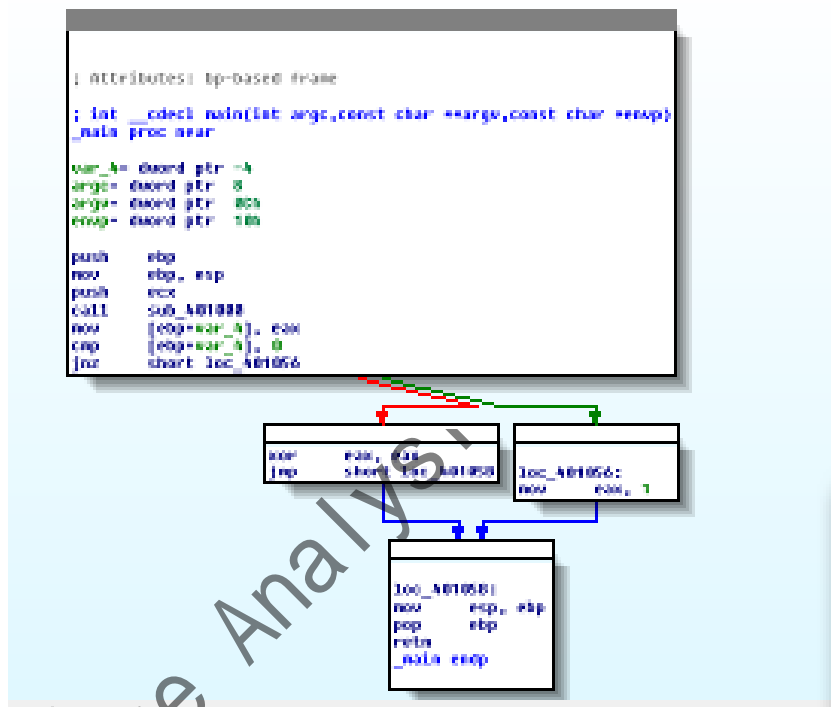 ; Attributes: bp-based frame
; int __cdecl main(int argc,const char **argv,const char *envp)
_main proc near
var_4= dword ptr -4
argc= dword ptr 8
argv= dword ptr 0Ch
envp= dword ptr 10h
push ebp
mov ebp, esp
push ecx
call sub_401000
mov [ebp+var_4], eax
cmp [ebp+var_4], 0
jnz short loc_401056
xor eax, eax
jmp short loc_40105B
loc_401056:
mov eax, 1
loc_40105B:
mov esp, ebp
pop ebp
retn
_main endp
Analys